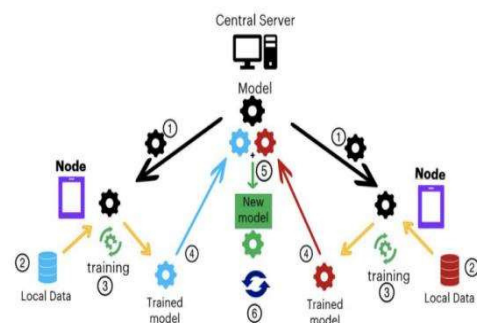 Central Server
Model
①
①
Node
Node
+
⑤
New
model
②
Local Data
training
③
④
Trained
model
⑥
④
Trained
model
training
③
②
Local Data